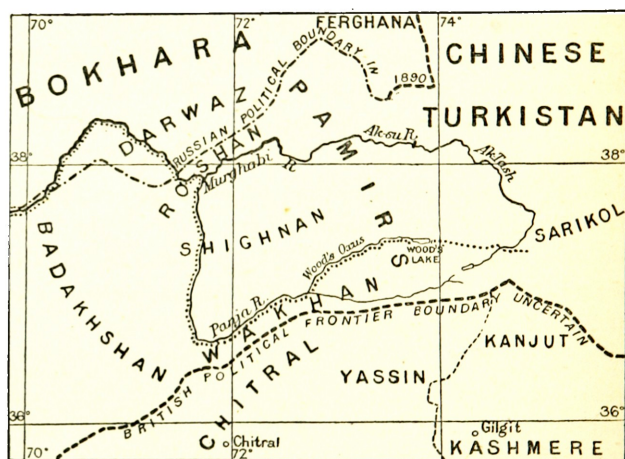 70°
72°
74°
FERGHANA
CHINESE
TURKISTAN
BOKHARA
DARWAZ
RUSSIAN POLITICAL BOUNDARY IN 1890
ROSHAN
PAMIRS
Ak-su R.
Ak Tash
38°
38°
Murghabi R
SHIGHNAN
Wood's Oxus
WOOD'S
LAKE
SARIKOL
BADAKHSHAN
Panja R.
WAKHAN
BRITISH POLITICAL FRONTIER BOUNDARY UNCERTAIN
KANJUT
YASSIN
CHITRAL
36°
36°
Chitral
Gilgit
KASHMERE
70°
72°
74°